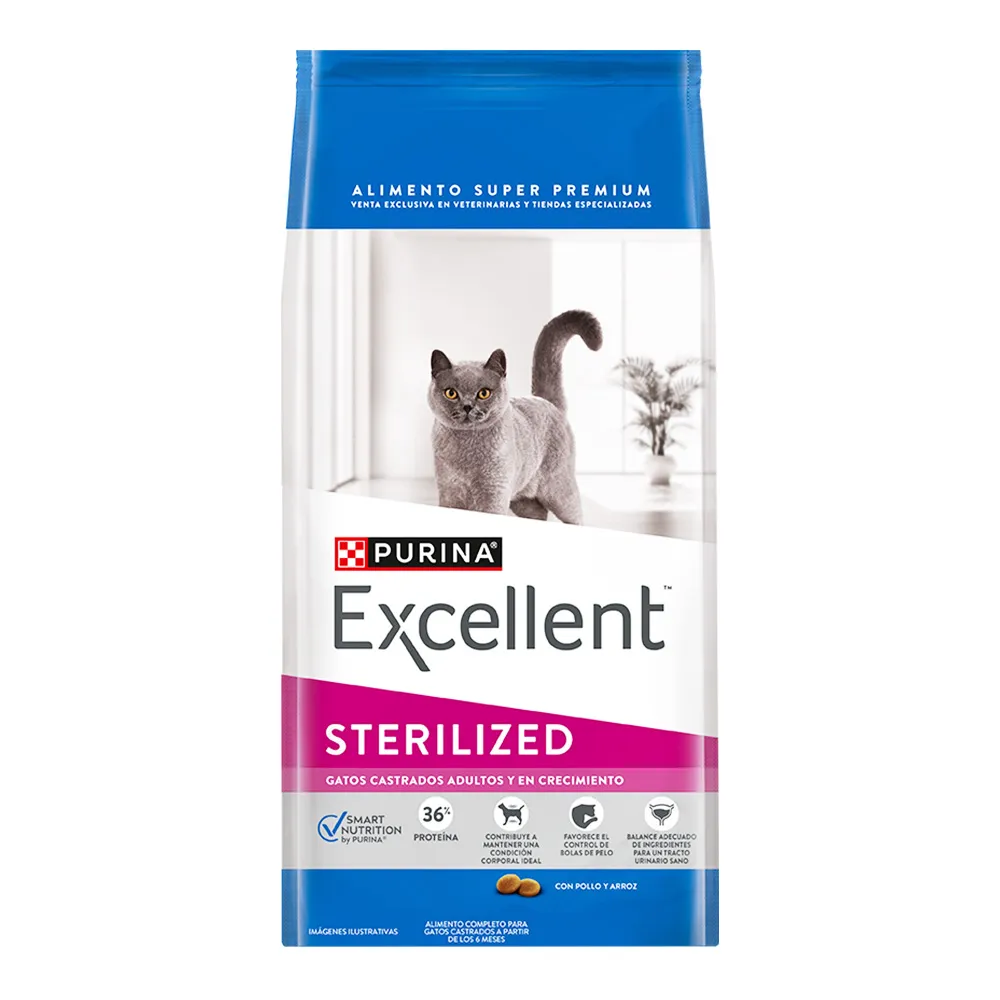 ALIMENTO SUPER PREMIUM
VENTA EXCLUSIVA EN VETERINARIAS Y TIENDAS ESPECIALIZADAS
PURINA®
Excellent™
STERILIZED
GATOS CASTRADOS ADULTOS Y EN CRECIMIENTO
SMART
NUTRITION
by PURINA®
36%
PROTEÍNA
CONTRIBUYE A
MANTENER UNA
CONDICIÓN
CORPORAL IDEAL
FAVORECE EL
CONTROL DE
BOLAS DE PELO
BALANCE ADECUADO
DE INGREDIENTES
PARA UN TRACTO
URINARIO SANO
CON POLLO Y ARROZ
IMÁGENES ILUSTRATIVAS
ALIMENTO COMPLETO PARA
GATOS CASTRADOS A PARTIR
DE LOS 6 MESES